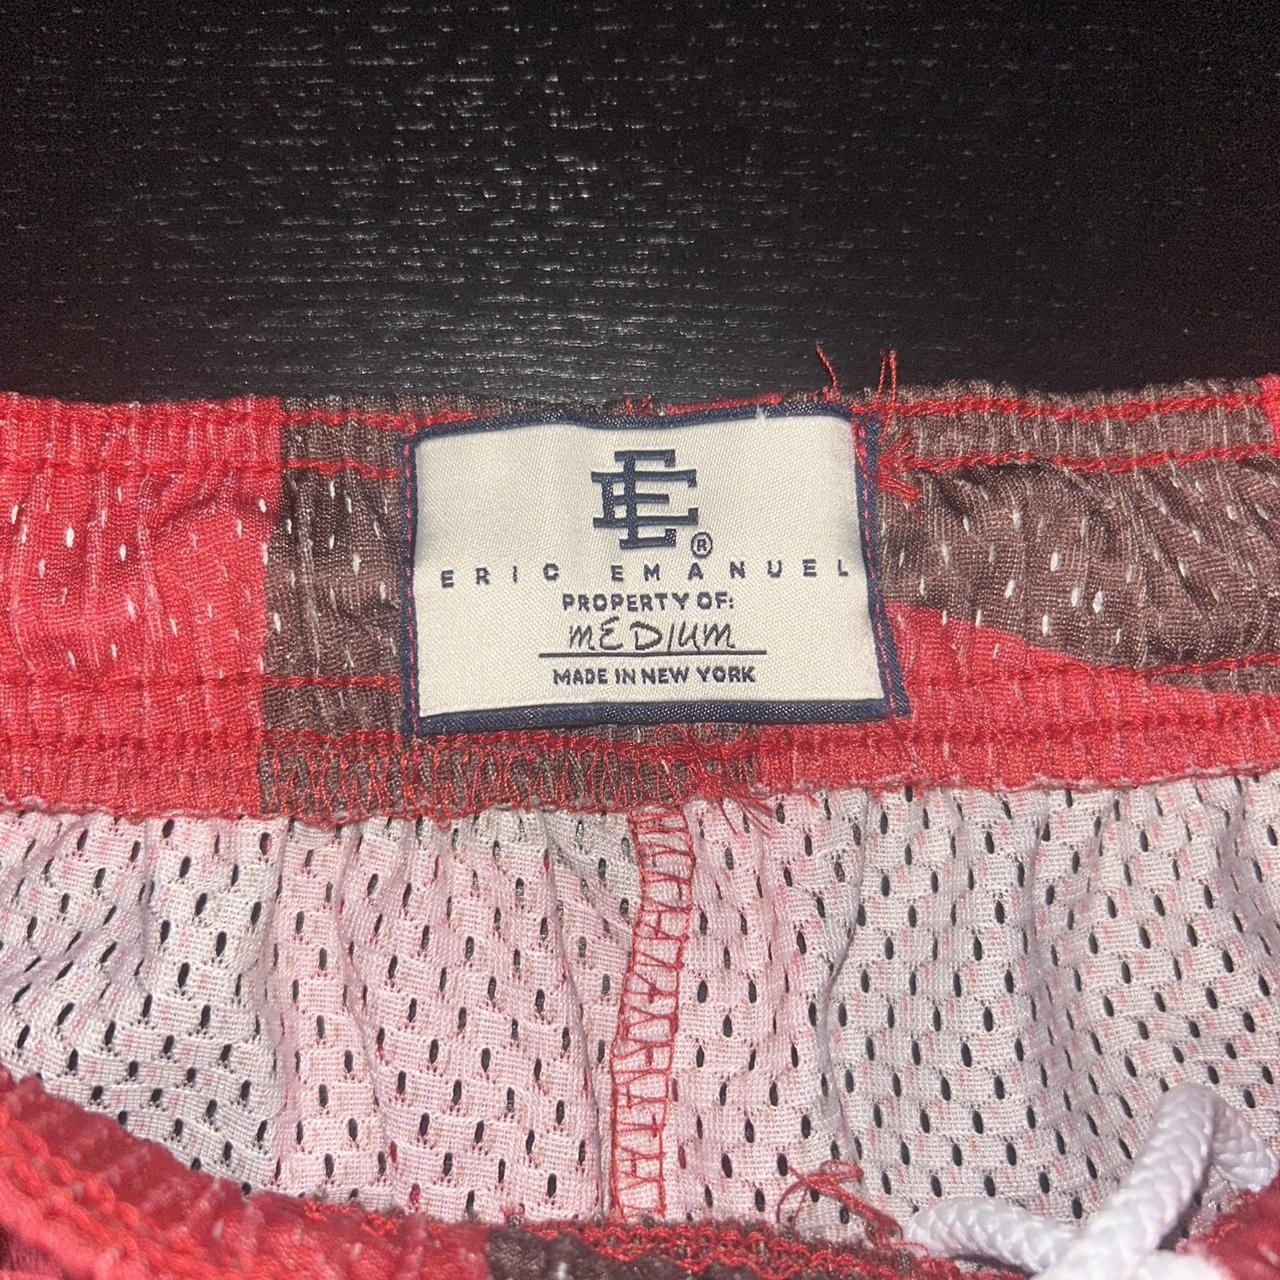 EE®
ERIC EMANUEL
PROPERTY OF:
MEDIUM
MADE IN NEW YORK